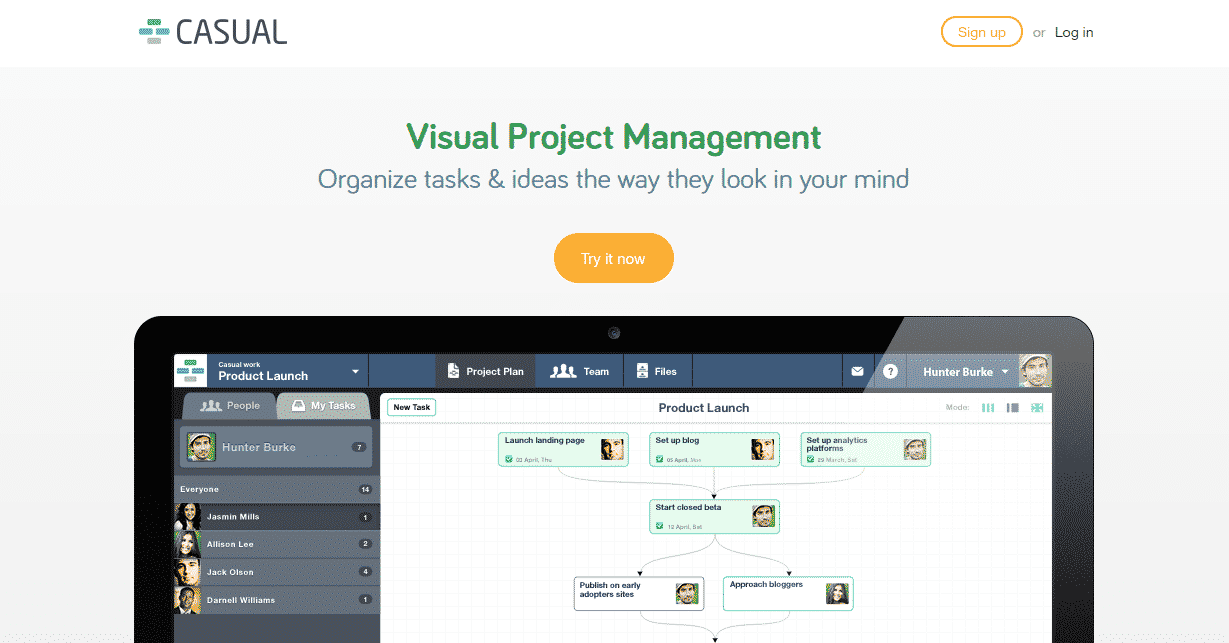 CASUAL
Sign up or Log in
Visual Project Management
Organize tasks & ideas the way they look in your mind
Try it now
Casual work
Product Launch
Project Plan
Team
Files
?
Hunter Burke
People
My Tasks
New Task
Product Launch
Mode:
Hunter Burke 7
Everyone 14
Jasmin Mills 1
Allison Lee 2
Jack Olson 4
Darnell Williams 1
Launch landing page
03 April, Thu
Set up blog
05 April, Mon
Set up analytics
platforms
29 March, Sat
Start closed beta
12 April, Sat
Publish on early
adopters sites
Approach bloggers